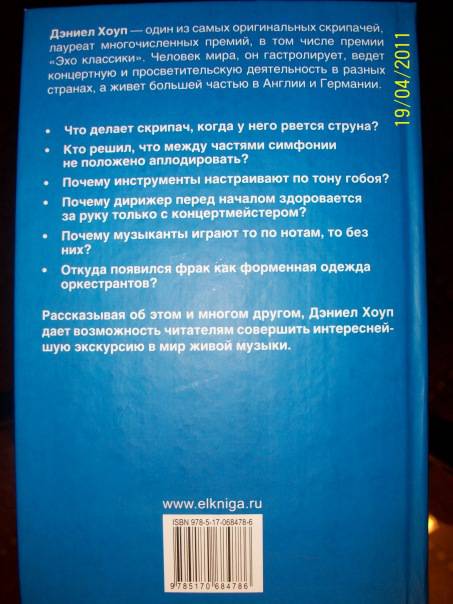 Дэниел Хоуп — один из самых оригинальных скрипачей,
лауреат многочисленных премий, в том числе премии
«Эхо классики». Человек мира, он гастролирует, ведет
концертную и просветительскую деятельность в разных
странах, а живет большей частью в Англии и Германии.
• Что делает скрипач, когда у него рвется струна?
• Кто решил, что между частями симфонии
не положено аплодировать?
• Почему инструменты настраивают по тону гобоя?
• Почему дирижер перед началом здоровается
за руку только с концертмейстером?
• Почему музыканты играют то по нотам, то без
них?
• Откуда появился фрак как форменная одежда
оркестрантов?
Рассказывая об этом и многом другом, Дэниел Хоуп
дает возможность читателям совершить интересней-
шую экскурсию в мир живой музыки.
www.elkniga.ru
ISBN 978-5-17-068478-6
9 785170 684786
19/04/2011